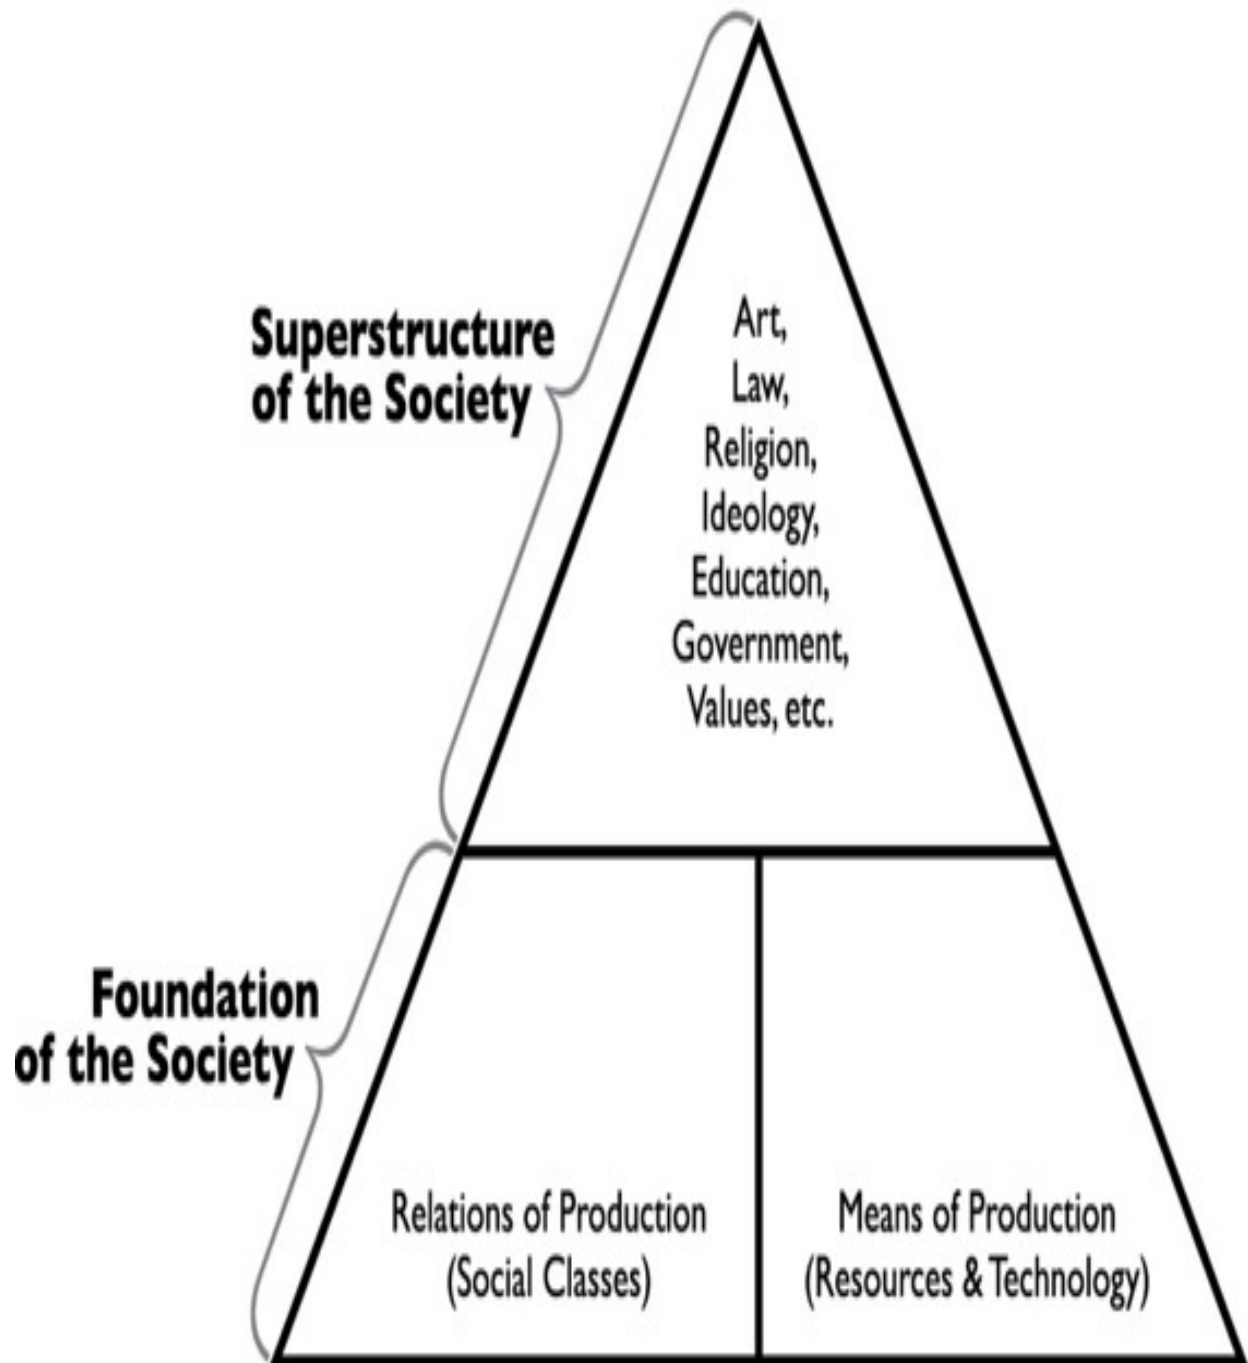 Superstructure
of the Society
Art,
Law,
Religion,
Ideology,
Education,
Government,
Values, etc.
Foundation
of the Society
Relations of Production
(Social Classes)
Means of Production
(Resources & Technology)